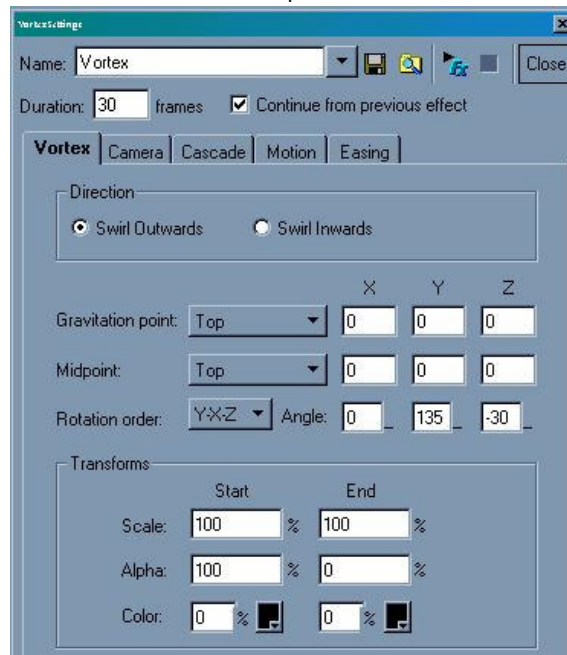 VortexSettings
Name: Vortex Fx Close
Duration: 30 frames Continue from previous effect
Vortex Camera Cascade Motion Easing
Direction
Swirl Outwards Swirl Inwards
X Y Z
Gravitation point: Top 0 0 0
Midpoint: Top 0 0 0
Rotation order: Y-X-Z Angle: 0 _ 135 _ -30 _
Transforms
Start End
Scale: 100 % 100 %
Alpha: 100 % 0 %
Color: 0 % 0 %